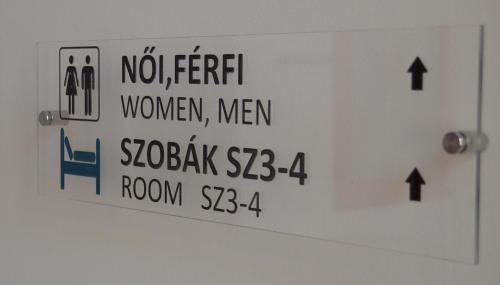 NŐI,FÉRFI
WOMEN, MEN
SZOBÁK SZ3-4
ROOM SZ3-4